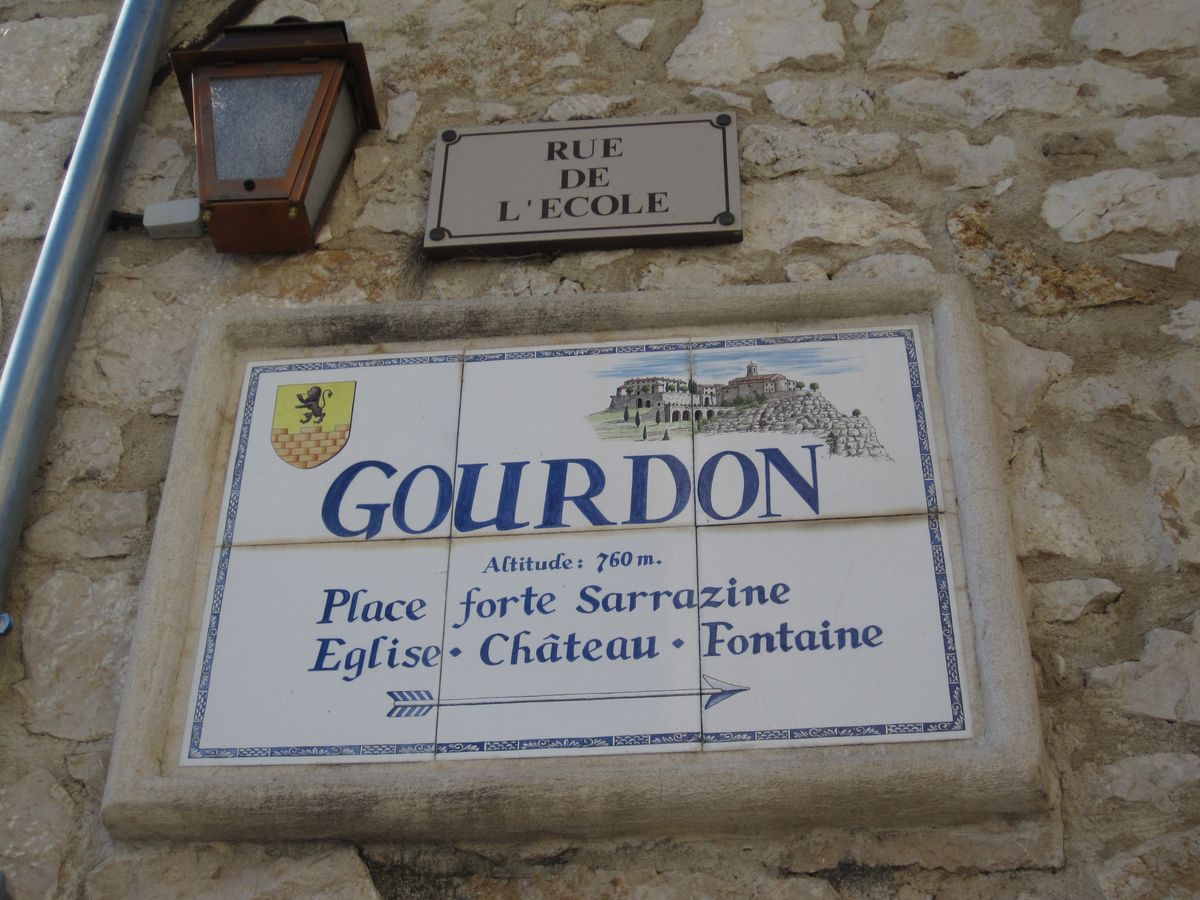 RUE
DE
L'ECOLE
GOURDON
Altitude: 760 m.
Place forte Sarrazine
Eglise · Château · Fontaine